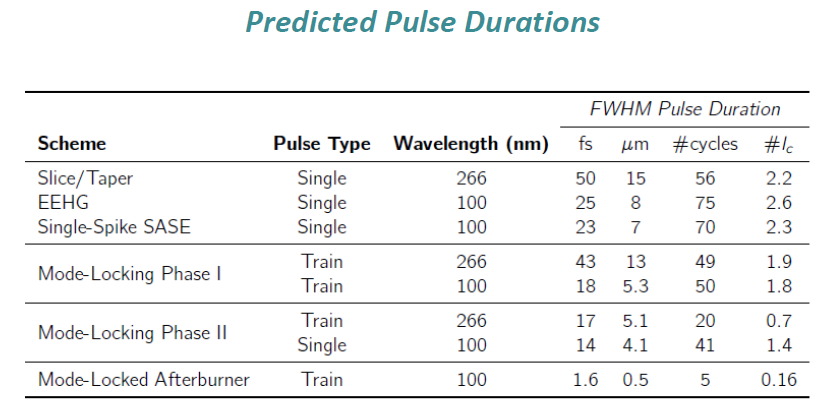 Predicted Pulse Durations
FWHM Pulse Duration
Scheme Pulse Type Wavelength (nm) fs μm #cycles #lc
Slice/Taper Single 266 50 15 56 2.2
EEHG Single 100 25 8 75 2.6
Single-Spike SASE Single 100 23 7 70 2.3
Mode-Locking Phase I Train 266 43 13 49 1.9
Train 100 18 5.3 50 1.8
Mode-Locking Phase II Train 266 17 5.1 20 0.7
Single 100 14 4.1 41 1.4
Mode-Locked Afterburner Train 100 1.6 0.5 5 0.16